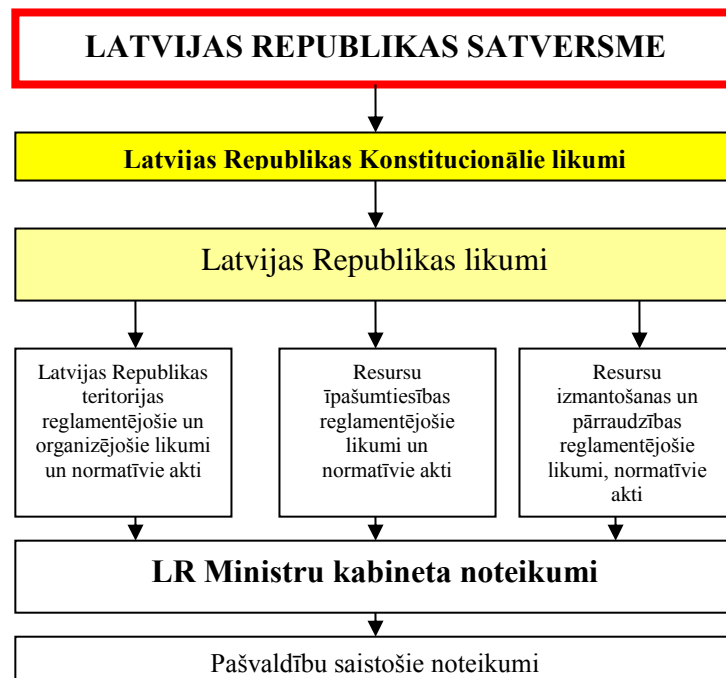 LATVIJAS REPUBLIKAS SATVERSME
Latvijas Republikas Konstitucionālie likumi
Latvijas Republikas likumi
Latvijas Republikas
teritorijas
reglamentējošie un
organizējošie likumi
un normatīvie akti
Resursu
īpašumtiesības
reglamentējošie
likumi un
normatīvie akti
Resursu
izmantošanas un
pārraudzības
reglamentējošie
likumi, normatīvie
akti
LR Ministru kabineta noteikumi
Pašvaldību saistošie noteikumi